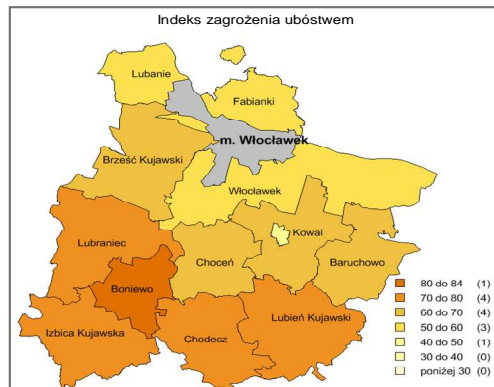 Indeks zagrożenia ubóstwem
Lubanie
Fabianki
m. Włocławek
Brześć Kujawski
Włocławek
Lubraniec
Kowal
Choceń
Baruchowo
Boniewo
Lubień Kujawski
Izbica Kujawska
Chodecz
80 do 84 (1)
70 do 80 (4)
60 do 70 (4)
50 do 60 (3)
40 do 50 (1)
30 do 40 (0)
poniżej 30 (0)